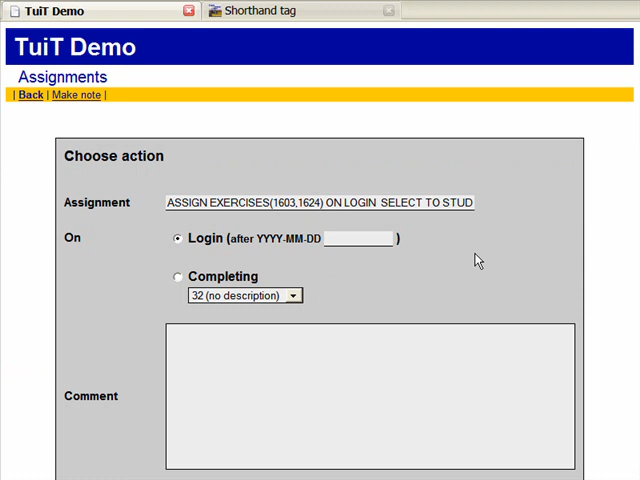 TuiT Demo
Shorthand tag
TuiT Demo
Assignments
| Back | Make note |
Choose action
Assignment
ASSIGN EXERCISES(1603,1624) ON LOGIN SELECT TO STUD
On
Login (after YYYY-MM-DD )
Completing
32 (no description)
Comment